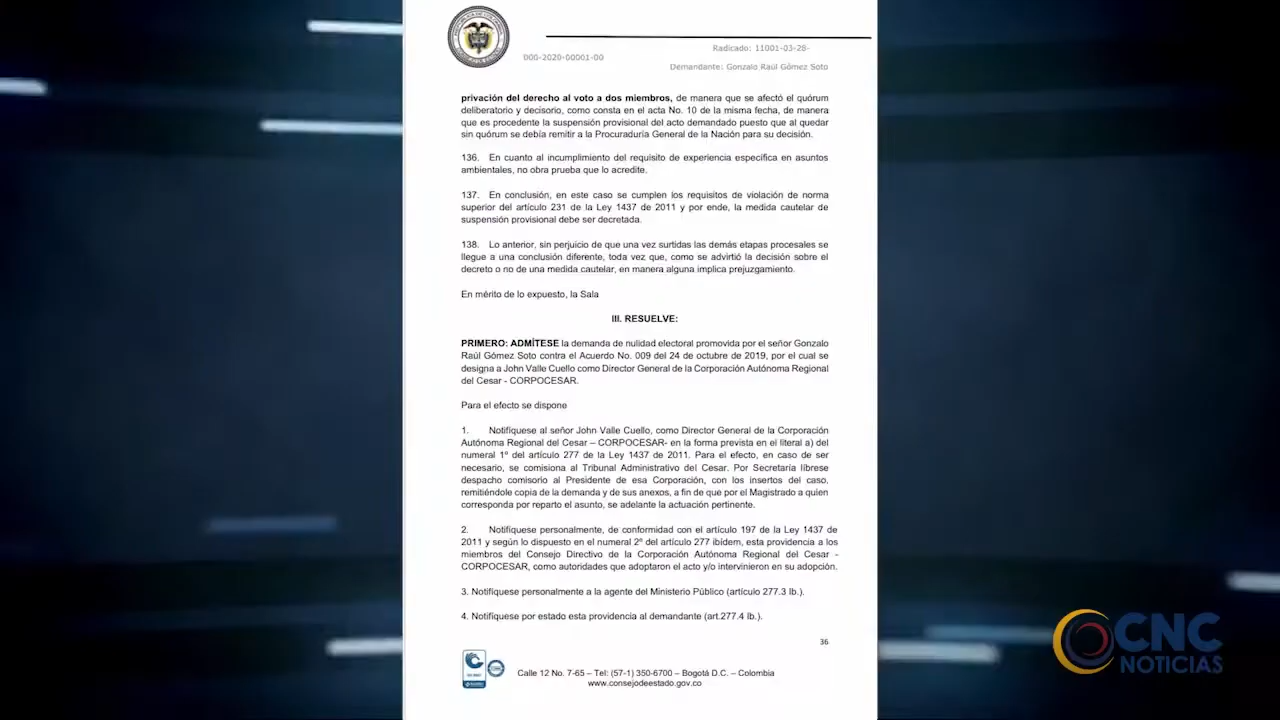 Radicado: 11001-03-28-
000-2020-00001-00
Demandante: Gonzalo Raúl Gómez Soto
privación del derecho al voto a dos miembros, de manera que se afectó el quórum
deliberatorio y decisorio, como consta en el acta No. 10 de la misma fecha, de manera
que es procedente la suspensión provisional del acto demandado puesto que al quedar
sin quórum se debía remitir a la Procuraduría General de la Nación para su decisión.
136. En cuanto al incumplimiento del requisito de experiencia específica en asuntos
ambientales, no obra prueba que lo acredite.
137. En conclusión, en este caso se cumplen los requisitos de violación de norma
superior del artículo 231 de la Ley 1437 de 2011 y por ende, la medida cautelar de
suspensión provisional debe ser decretada.
138. Lo anterior, sin perjuicio de que una vez surtidas las demás etapas procesales se
llegue a una conclusión diferente, toda vez que, como se advirtió la decisión sobre el
decreto o no de una medida cautelar, en manera alguna implica prejuzgamiento.
En mérito de lo expuesto, la Sala
III. RESUELVE:
PRIMERO: ADMÍTESE la demanda de nulidad electoral promovida por el señor Gonzalo
Raúl Gómez Soto contra el Acuerdo No. 009 del 24 de octubre de 2019, por el cual se
designa a John Valle Cuello como Director General de la Corporación Autónoma Regional
del Cesar - CORPOCESAR.
Para el efecto se dispone
1. Notifíquese al señor John Valle Cuello, como Director General de la Corporación
Autónoma Regional del Cesar – CORPOCESAR- en la forma prevista en el literal a) del
numeral 1º del artículo 277 de la Ley 1437 de 2011. Para el efecto, en caso de ser
necesario, se comisiona al Tribunal Administrativo del Cesar. Por Secretaría líbrese
despacho comisorio al Presidente de esa Corporación, con los insertos del caso,
remitiéndole copia de la demanda y de sus anexos, a fin de que por el Magistrado a quien
corresponda por reparto el asunto, se adelante la actuación pertinente.
2. Notifíquese personalmente, de conformidad con el artículo 197 de la Ley 1437 de
2011 y según lo dispuesto en el numeral 2º del artículo 277 ibídem, esta providencia a los
miembros del Consejo Directivo de la Corporación Autónoma Regional del Cesar -
CORPOCESAR, como autoridades que adoptaron el acto y/o intervinieron en su adopción.
3. Notifíquese personalmente a la agente del Ministerio Público (artículo 277.3 Ib.).
4. Notifíquese por estado esta providencia al demandante (art.277.4 Ib.).
36
Calle 12 No. 7-65 – Tel: (57-1) 350-6700 – Bogotá D.C. – Colombia
www.consejodeestado.gov.co
CNC
NOTICIAS